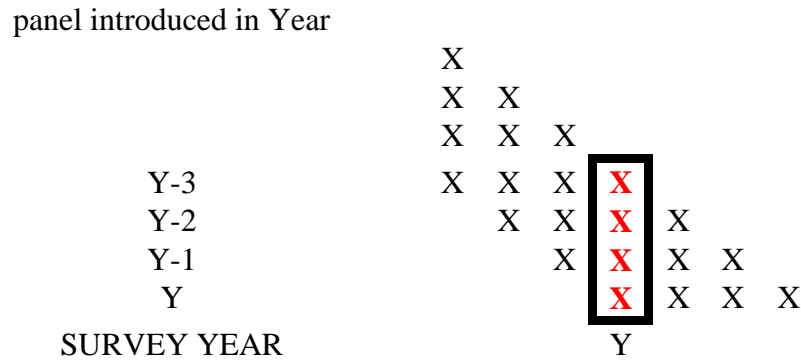 panel introduced in Year
X
X X
X X X
Y-3 X X X X
Y-2 X X X X
Y-1 X X X X
Y X X X X
SURVEY YEAR Y